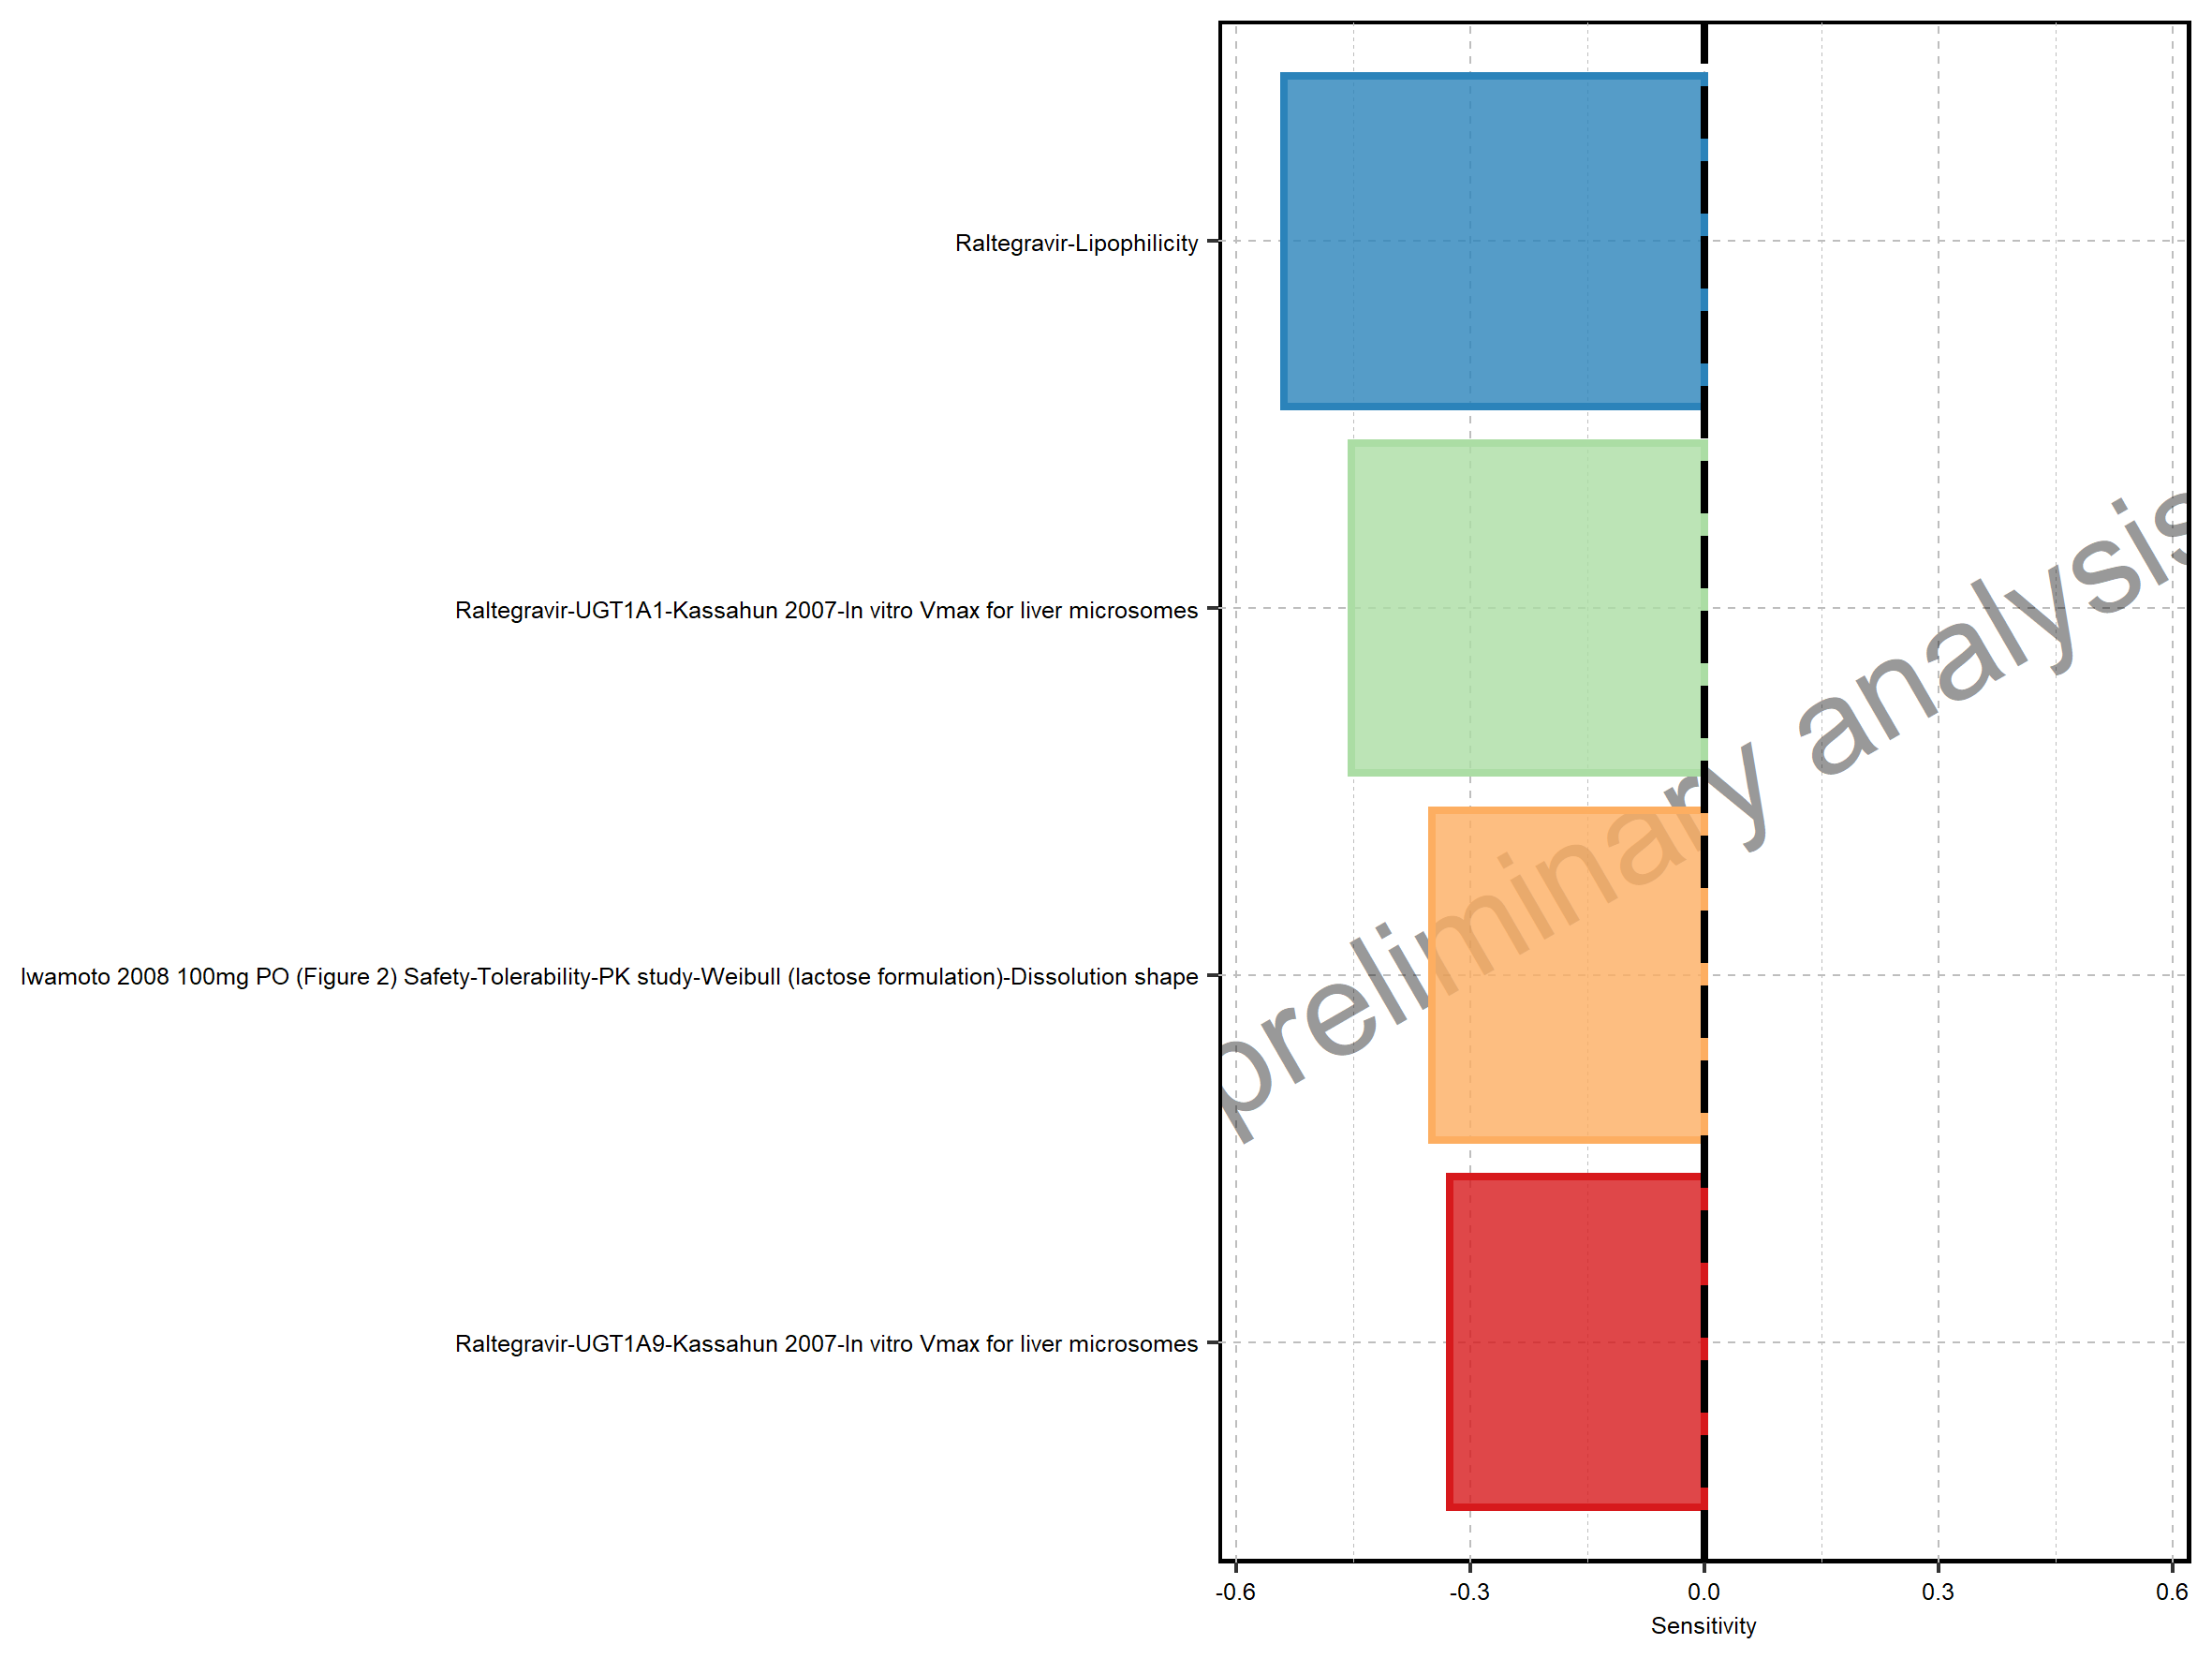 Raltegravir-Lipophilicity
Raltegravir-UGT1A1-Kassahun 2007-In vitro Vmax for liver microsomes
Iwamoto 2008 100mg PO (Figure 2) Safety-Tolerability-PK study-Weibull (lactose formulation)-Dissolution shape
Raltegravir-UGT1A9-Kassahun 2007-In vitro Vmax for liver microsomes
preliminary analysis
-0.6 -0.3 0.0 0.3 0.6
Sensitivity